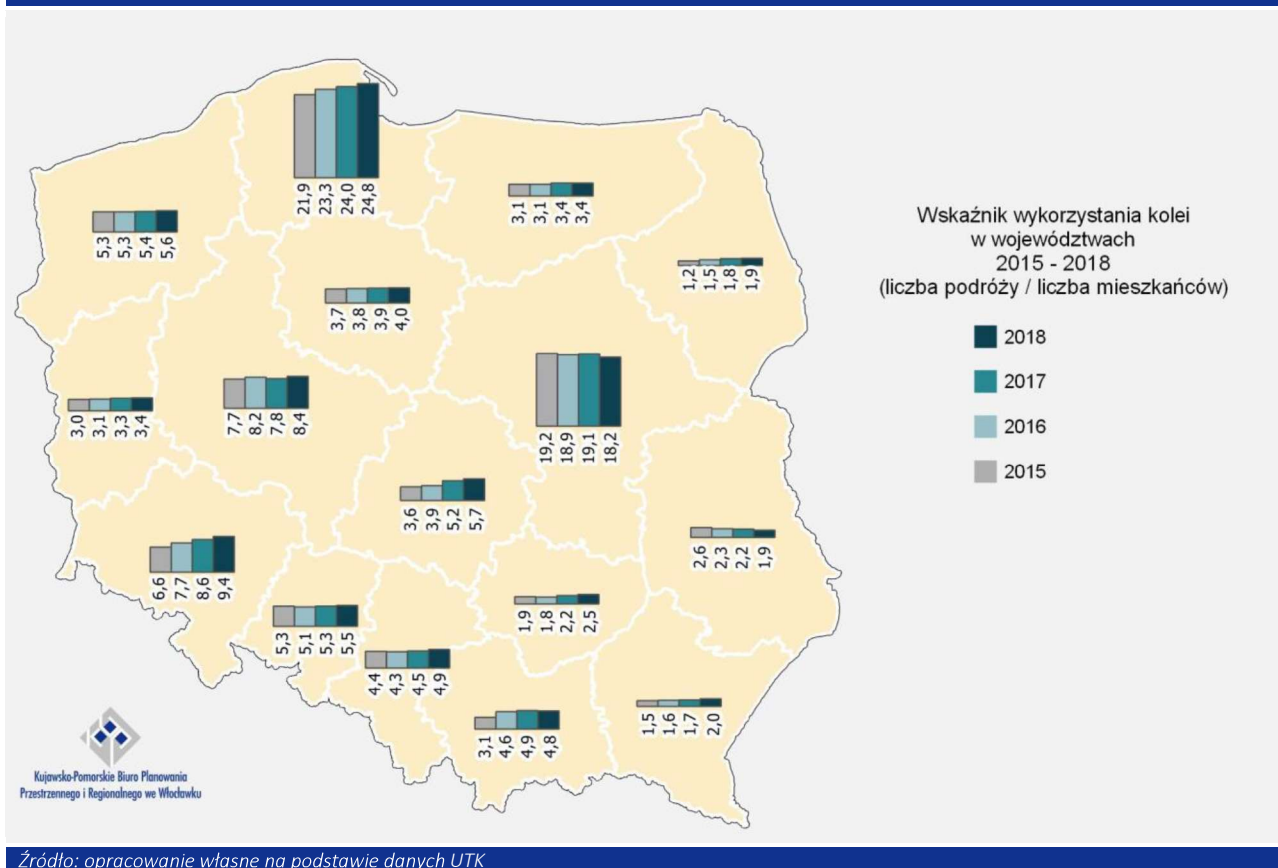 21,9 23,3 24,0 24,8
3,1 3,1 3,4 3,4
5,3 5,3 5,4 5,6
1,2 1,5 1,8 1,9
3,7 3,8 3,9 4,0
7,7 8,2 7,8 8,4
3,0 3,1 3,3 3,4
19,2 18,9 19,1 18,2
3,6 3,9 5,2 5,7
2,6 2,3 2,2 1,9
6,6 7,7 8,6 9,4
1,9 1,8 2,2 2,5
5,3 5,1 5,3 5,5
4,4 4,3 4,5 4,9
1,5 1,6 1,7 2,0
3,1 4,6 4,9 4,8
Wskaźnik wykorzystania kolei
w województwach
2015 - 2018
(liczba podróży / liczba mieszkańców)
2018
2017
2016
2015
Kujawsko-Pomorskie Biuro Planowania
Przestrzennego i Regionalnego we Włocławku
Źródło: opracowanie własne na podstawie danych UTK